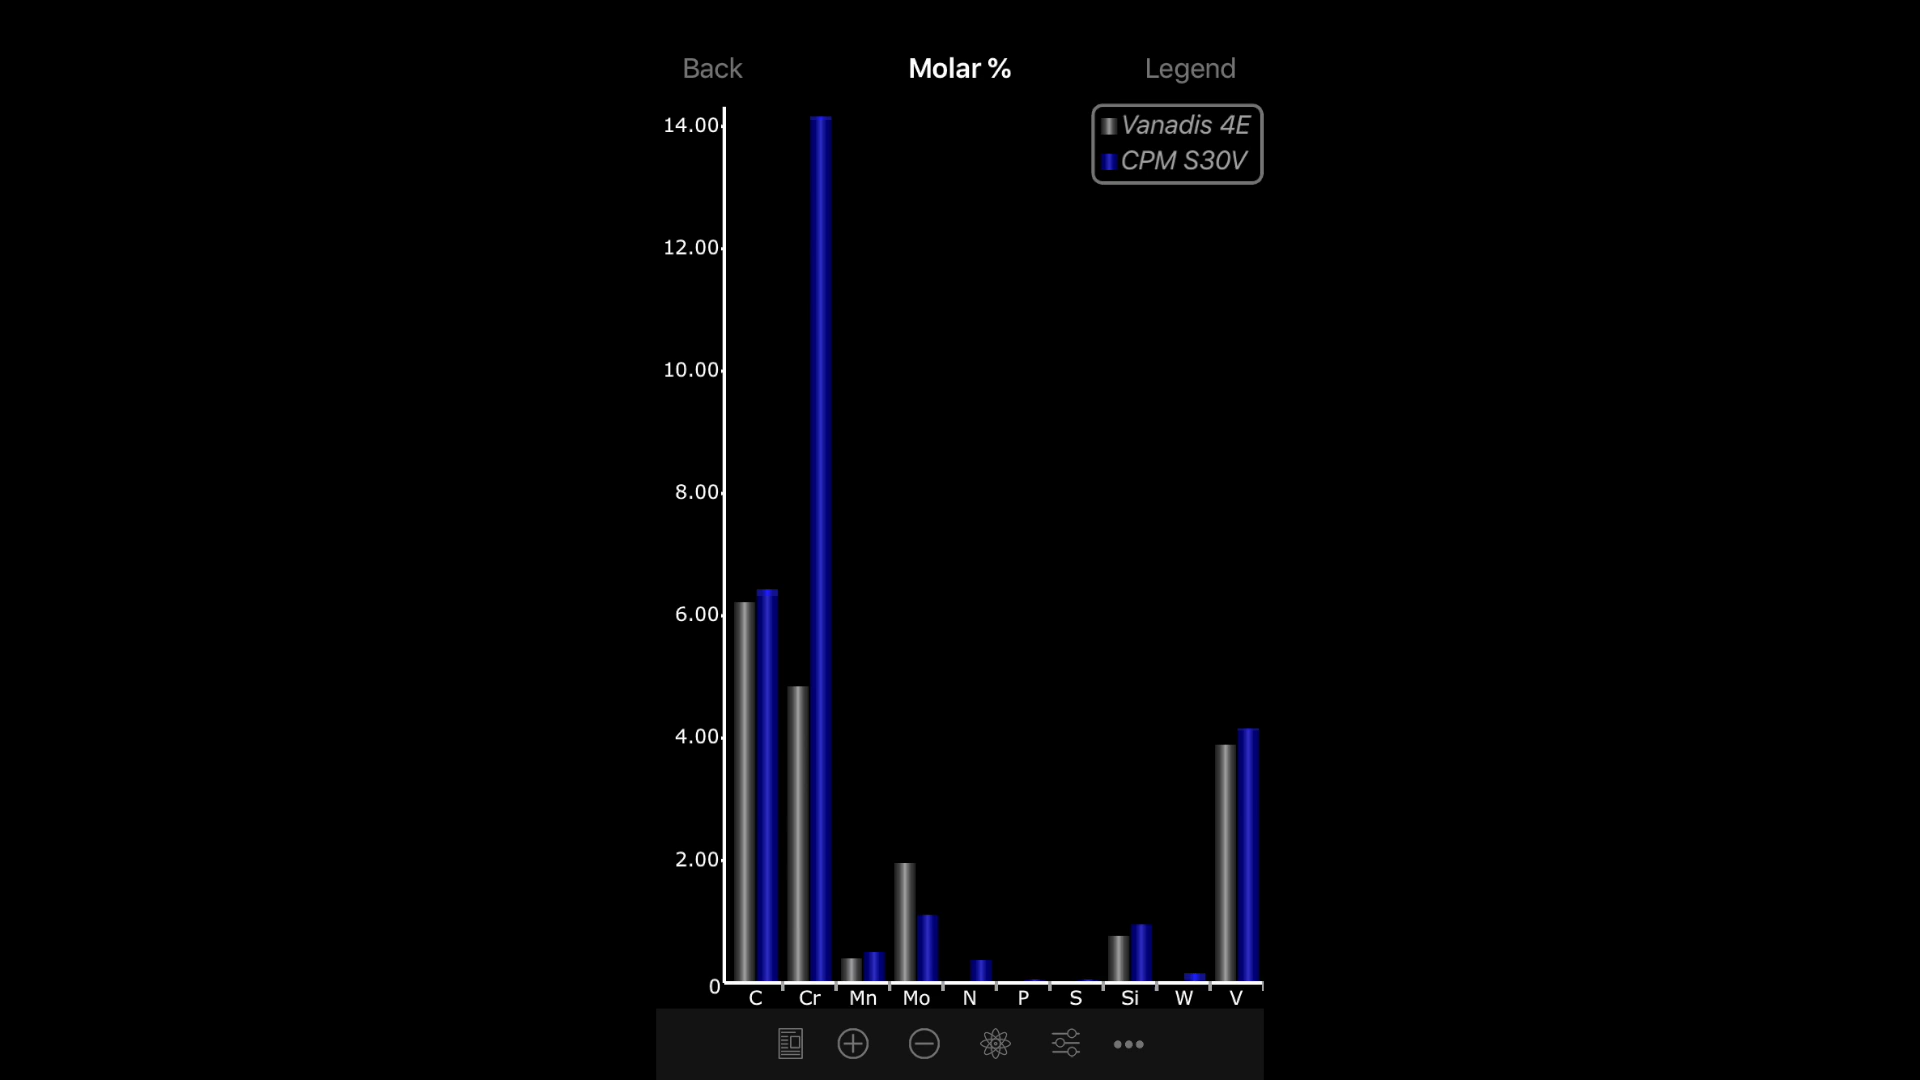 Back Molar % Legend
Vanadis 4E
CPM S30V
14.00
12.00
10.00
8.00
6.00
4.00
2.00
0
C Cr Mn Mo N P S Si W V